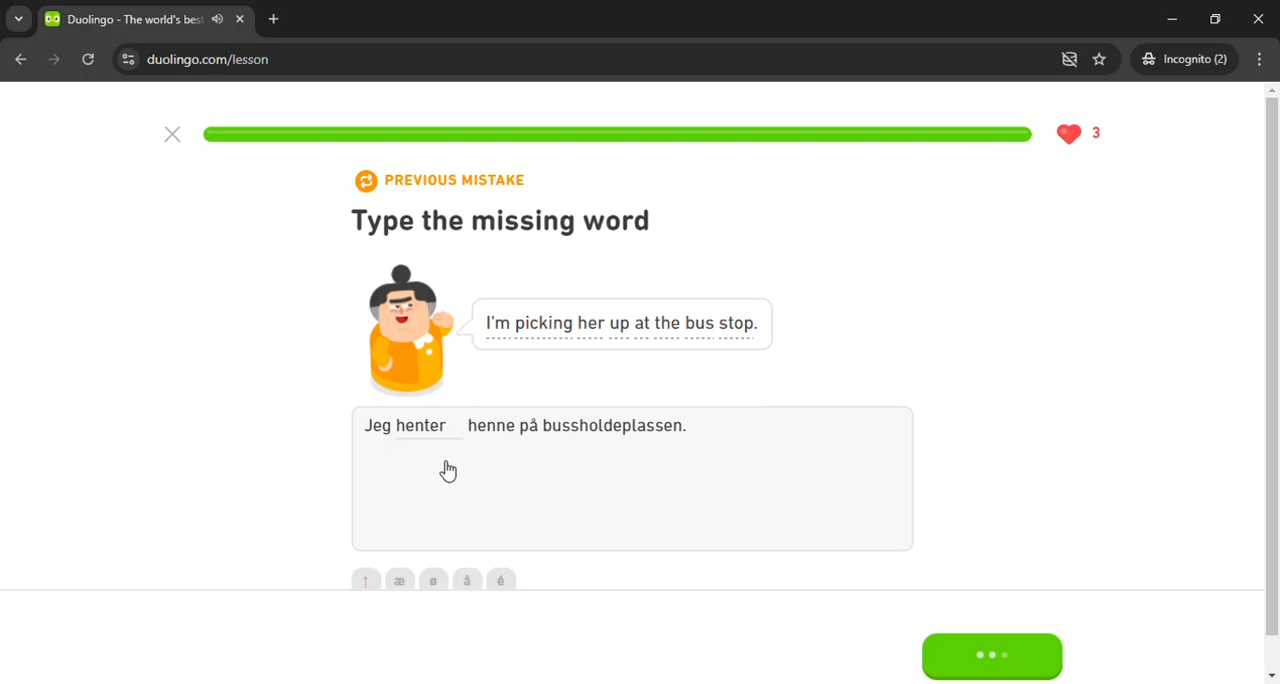 Duolingo - The world's bes
duolingo.com/lesson
Incognito (2)
3
PREVIOUS MISTAKE
Type the missing word
I'm picking her up at the bus stop.
Jeg henter henne på bussholdeplassen.
↑ æ ø å é